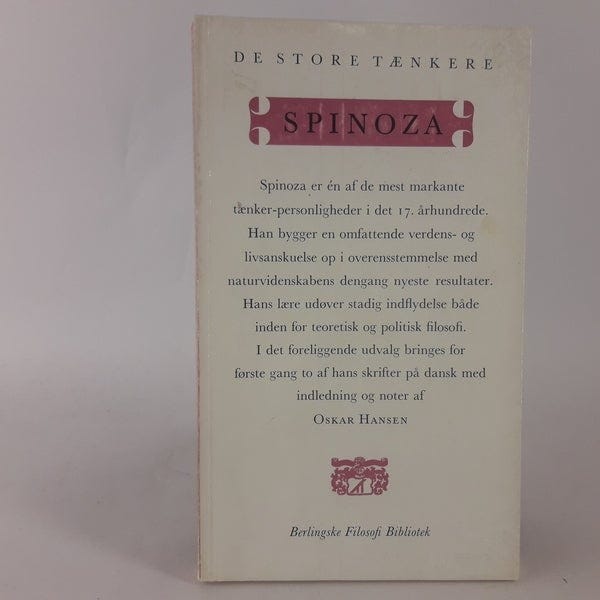 DE STORE TÆNKERE
SPINOZA
Spinoza er én af de mest markante
tænker-personligheder i det 17. århundrede.
Han bygger en omfattende verdens- og
livsanskuelse op i overensstemmelse med
naturvidenskabens dengang nyeste resultater.
Hans lære udøver stadig indflydelse både
inden for teoretisk og politisk filosofi.
I det foreliggende udvalg bringes for
første gang to af hans skrifter på dansk med
indledning og noter af
OSKAR HANSEN
Berlingske Filosofi Bibliotek